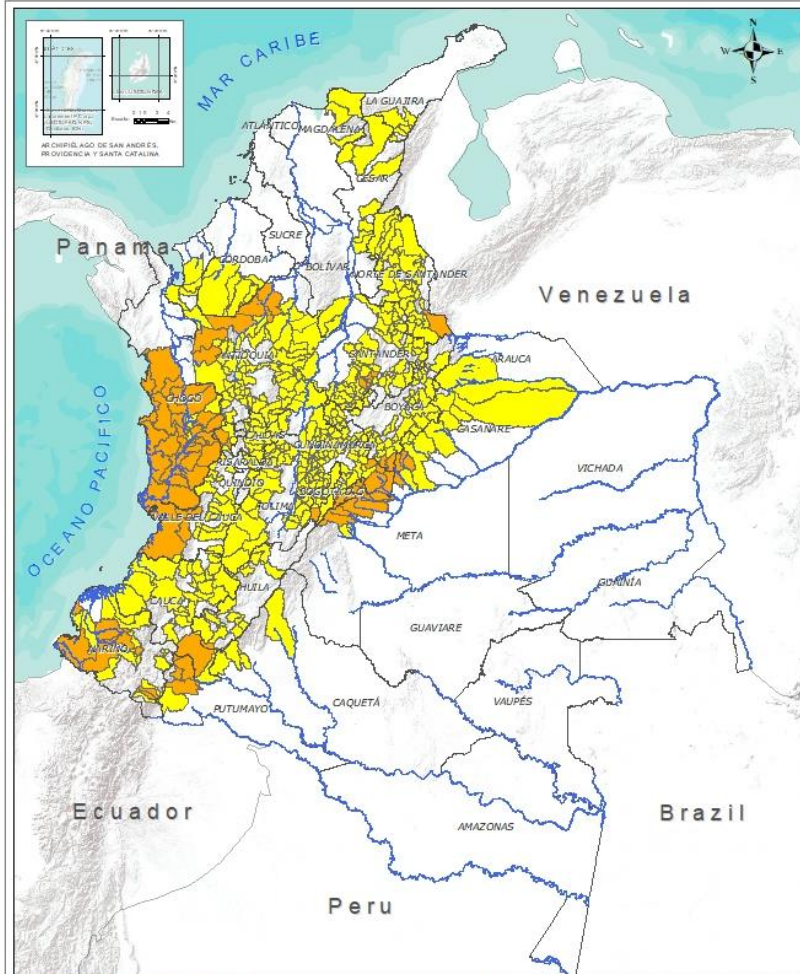 N
W E
S
MAR CARIBE
ARCHIPIÉLAGO DE SAN ANDRÉS,
PROVIDENCIA Y SANTA CATALINA
LA GUAJIRA
ATLÁNTICO
MAGDALENA
CESAR
Panama
SUCRE
CÓRDOBA
BOLÍVAR
NORTE DE SANTANDER
Venezuela
ANTIOQUIA
SANTANDER
ARAUCA
CHOCÓ
BOYACÁ
CASANARE
CALDAS
CUNDINAMARCA
RISARALDA
VICHADA
QUINDÍO
BOGOTÁ, D.C.
TOLIMA
VALLE DEL CAUCA
META
OCEANO PACIFICO
GUAINÍA
HUILA
CAUCA
GUAVIARE
NARIÑO
CAQUETÁ
VAUPÉS
PUTUMAYO
Ecuador
Brazil
AMAZONAS
Peru